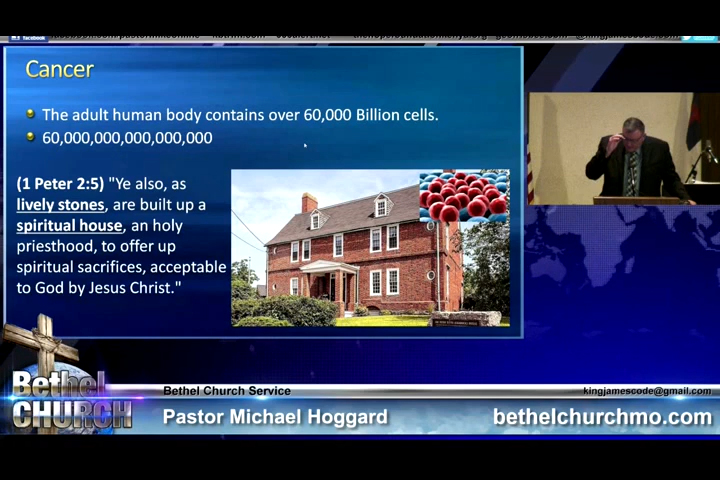 Cancer
The adult human body contains over 60,000 Billion cells.
60,000,000,000,000,000
(1 Peter 2:5) "Ye also, as
lively stones, are built up a
spiritual house, an holy
priesthood, to offer up
spiritual sacrifices, acceptable
to God by Jesus Christ."
Bethel
CHURCH
Bethel Church Service
kingjamescode@gmail.com
Pastor Michael Hoggard
bethelchurchmo.com